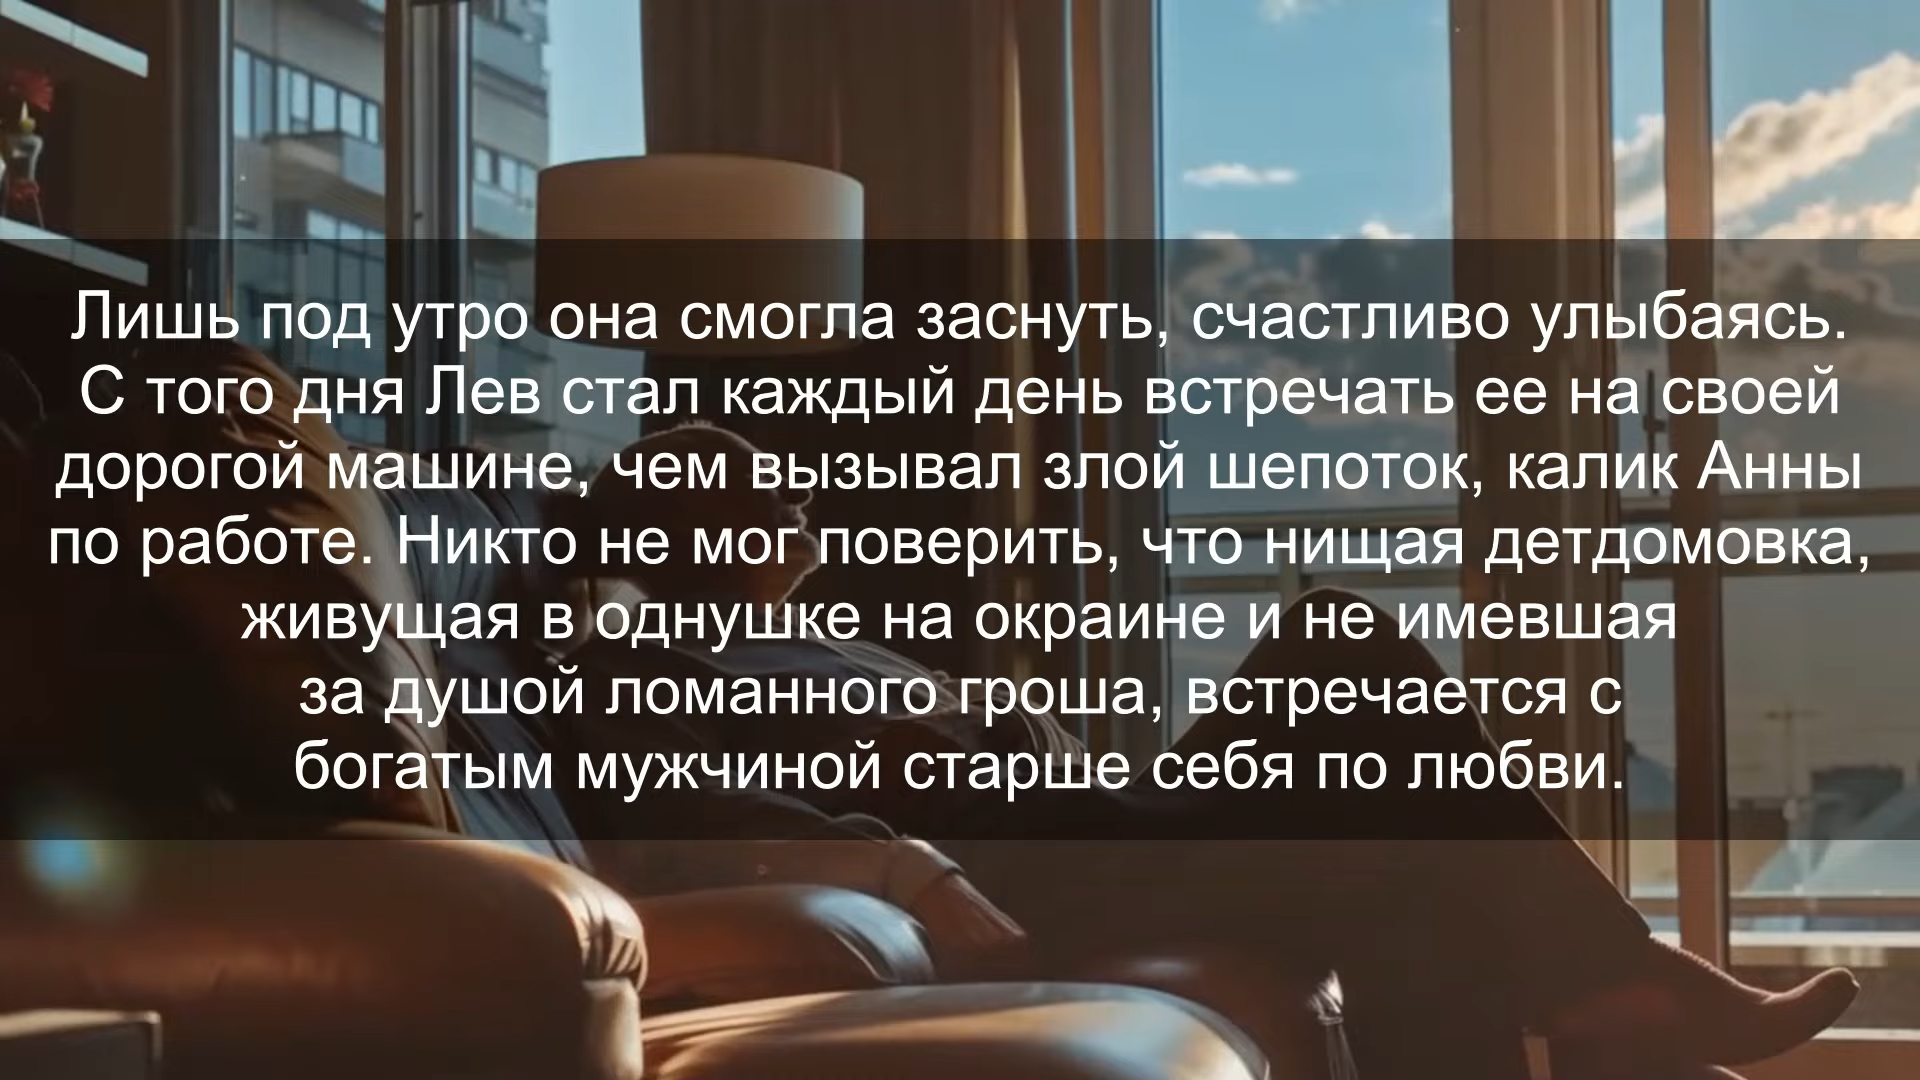 Лишь под утро она смогла заснуть, счастливо улыбаясь.
С того дня Лев стал каждый день встречать ее на своей
дорогой машине, чем вызывал злой шепоток, калик Анны
по работе. Никто не мог поверить, что нищая детдомовка,
живущая в однушке на окраине и не имевшая
за душой ломанного гроша, встречается с
богатым мужчиной старше себя по любви.